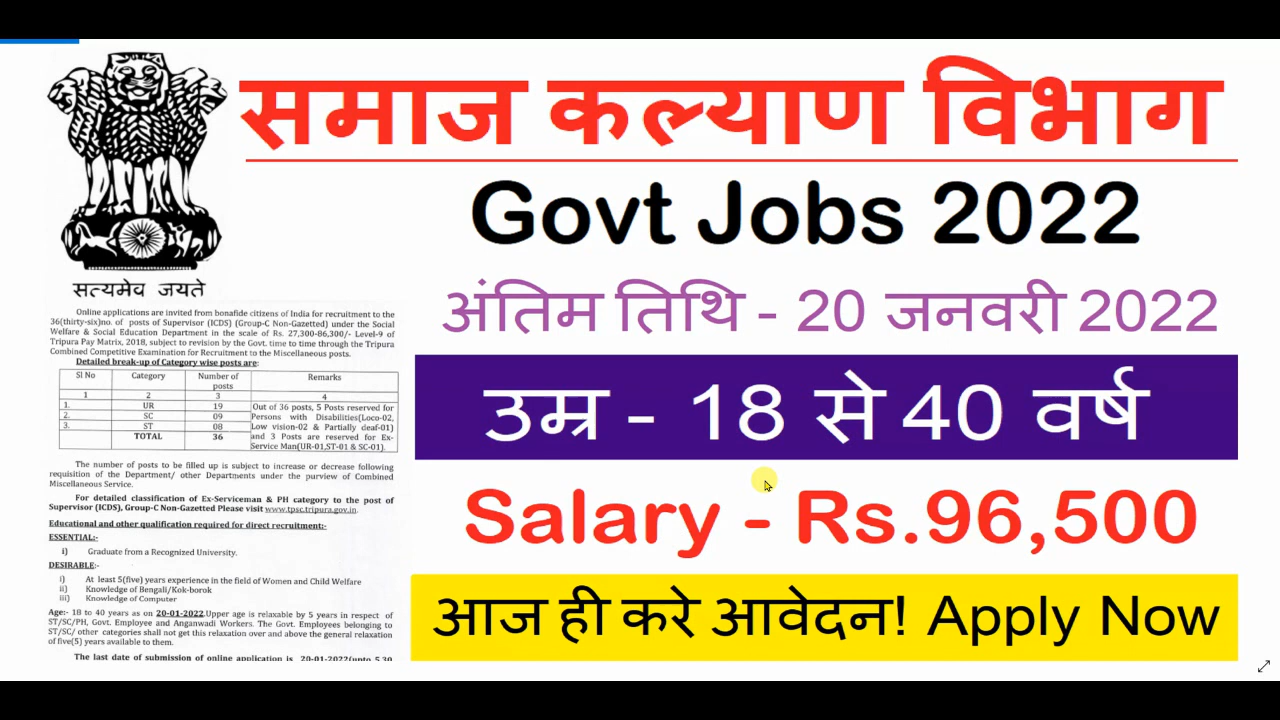 समाज कल्याण विभाग
Govt Jobs 2022
अंतिम तिथि - 20 जनवरी 2022
उम्र - 18 से 40 वर्ष
Salary - Rs.96,500
आज ही करे आवेदन! Apply Now
सत्यमेव जयते
Online applications are invited from bonafide citizens of India for recruitment to the
36(thirty-six)no. of posts of Supervisor (ICDS) (Group-C Non-Gazetted) under the Social
Welfare & Social Education Department in the scale of Rs. 27,300-86,300/- Level-9 of
Tripura Pay Matrix, 2018, subject to revision by the Govt. time to time through the Tripura
Combined Competitive Examination for Recruitment to the Miscellaneous posts.
Detailed break-up of Category wise posts are:
Sl No Category Number of posts Remarks
1 2 3 4
1. UR 19 Out of 36 posts, 5 Posts reserved for
2. SC 09 Persons with Disabilities(Loco-02,
3. ST 08 Low vision-02 & Partially deaf-01)
TOTAL 36 and 3 Posts are reserved for Ex-
Service Man(UR-01,ST-01 & SC-01).
The number of posts to be filled up is subject to increase or decrease following
requisition of the Department/ other Departments under the purview of Combined
Miscellaneous Service.
For detailed classification of Ex-Serviceman & PH category to the post of
Supervisor (ICDS), Group-C Non-Gazetted Please visit www.tpsc.tripura.gov.in.
Educational and other qualification required for direct recruitment:-
ESSENTIAL:-
i) Graduate from a Recognized University.
DESIRABLE:-
i) At least 5(five) years experience in the field of Women and Child Welfare
ii) Knowledge of Bengali/Kok-borok
iii) Knowledge of Computer
Age:- 18 to 40 years as on 20-01-2022.Upper age is relaxable by 5 years in respect of
ST/SC/PH, Govt. Employee and Anganwadi Workers. The Govt. Employees belonging to
ST/SC/ other categories shall not get this relaxation over and above the general relaxation
of five(5) years available to them.
The last date of submission of online application is 20-01-2022(upto 5.30